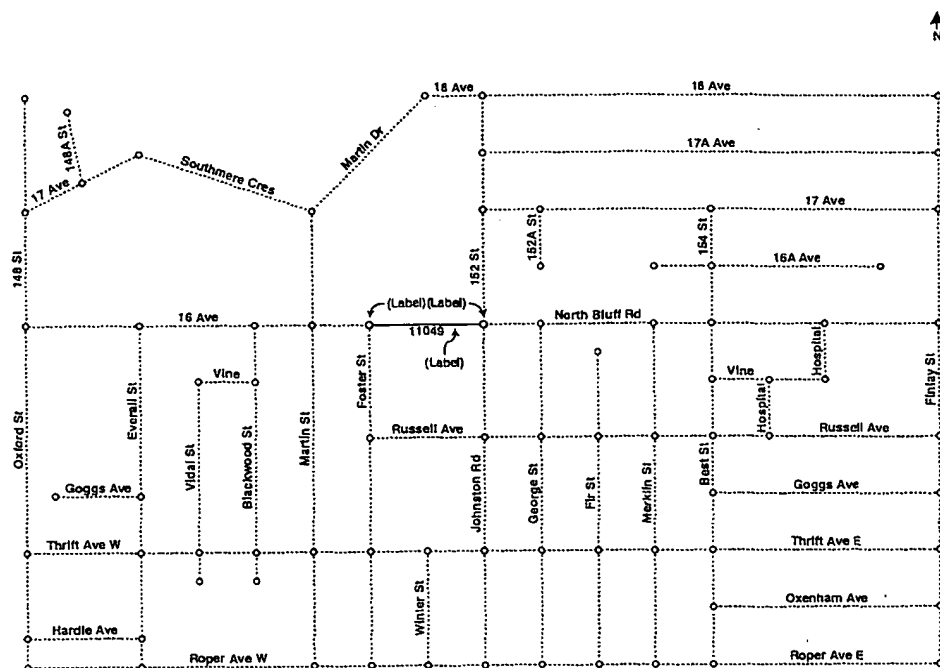 N
18 Ave
18 Ave
148A St
Martin Dr
17A Ave
Southmere Cres
17 Ave
17 Ave
148 St
152 St
152A St
154 St
16A Ave
(Label)(Label)
16 Ave
North Bluff Rd
11049
(Label)
Hospital
Vine
Vine
Foster St
Finlay St
Everall St
Oxford St
Vidal St
Blackwood St
Martin St
Hospital
Russell Ave
Russell Ave
Johnston Rd
George St
Fir St
Merklin St
Best St
Goggs Ave
Goggs Ave
Thrift Ave W
Thrift Ave E
Winter St
Oxenham Ave
Hardie Ave
Roper Ave W
Roper Ave E